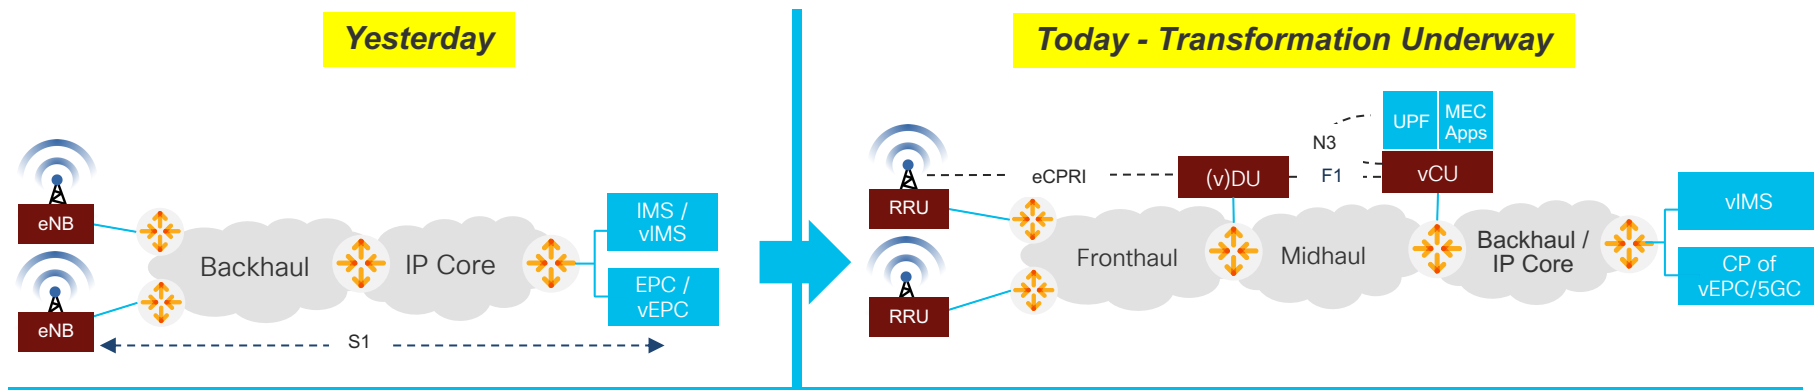 Yesterday
eNB
eNB
Backhaul
IP Core
IMS /
vIMS
EPC /
vEPC
S1
Today - Transformation Underway
RRU
RRU
eCPRI
(v)DU
N3
F1
UPF
MEC
Apps
vCU
Fronthaul
Midhaul
Backhaul /
IP Core
vIMS
CP of
vEPC/5GC